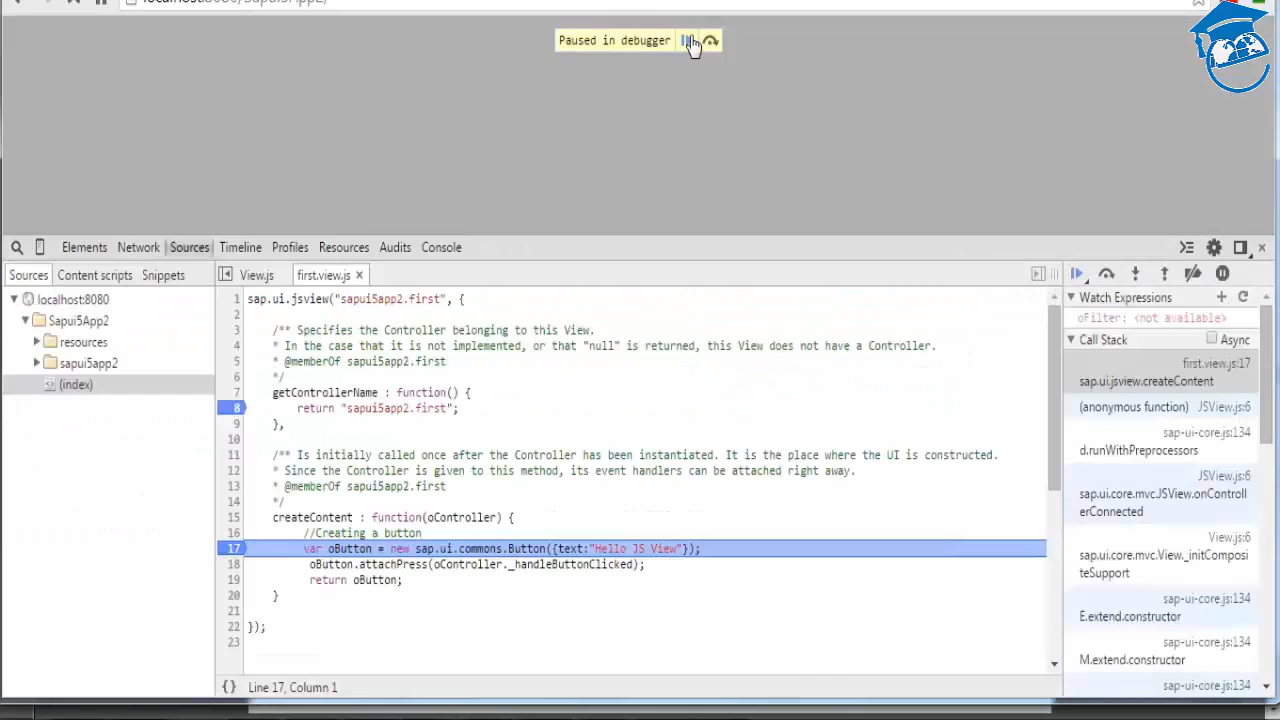 localhost:8080/Sapui5App2/
Paused in debugger
Elements Network Sources Timeline Profiles Resources Audits Console
Sources Content scripts Snippets
View.js first.view.js ×
localhost:8080
Sapui5App2
resources
sapui5app2
(index)
1 sap.ui.jsview("sapui5app2.first", {
2
3 /** Specifies the Controller belonging to this View.
4 * In the case that it is not implemented, or that "null" is returned, this View does not have a Controller.
5 * @memberOf sapui5app2.first
6 */
7 getControllerName : function() {
8 return "sapui5app2.first";
9 },
10
11 /** Is initially called once after the Controller has been instantiated. It is the place where the UI is constructed.
12 * Since the Controller is given to this method, its event handlers can be attached right away.
13 * @memberOf sapui5app2.first
14 */
15 createContent : function(oController) {
16 //Creating a button
17 var oButton = new sap.ui.commons.Button({text:"Hello JS View"});
18 oButton.attachPress(oController._handleButtonClicked);
19 return oButton;
20 }
21
22 });
23
{} Line 17, Column 1
Watch Expressions
oFilter: <not available>
Call Stack Async
first.view.js:17
sap.ui.jsview.createContent
(anonymous function) JSView.js:6
sap-ui-core.js:134
d.runWithPreprocessors
JSView.js:6
sap.ui.core.mvc.JSView.onControll
erConnected
View.js:6
sap.ui.core.mvc.View._initComposi
teSupport
sap-ui-core.js:134
E.extend.constructor
sap-ui-core.js:134
M.extend.constructor
sap-ui-core.js:134